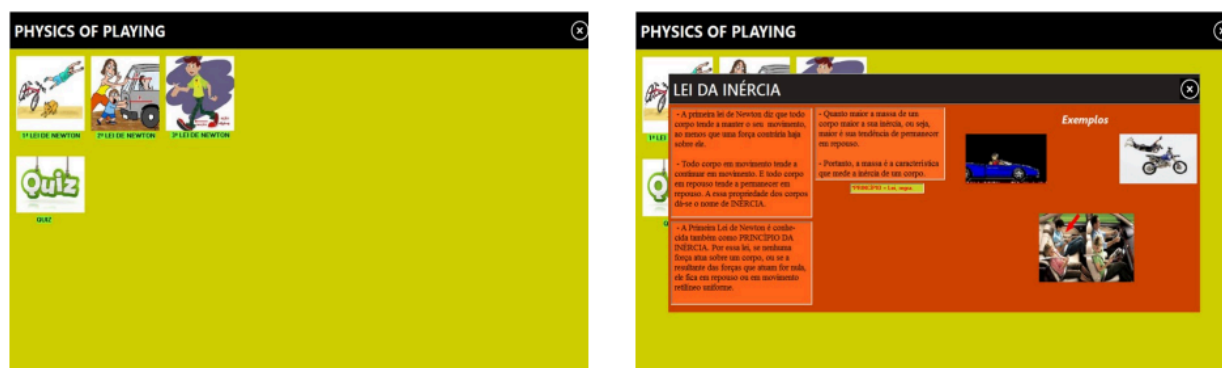 PHYSICS OF PLAYING
1ª LEI DE NEWTON
2ª LEI DE NEWTON
3ª LEI DE NEWTON
Quiz
QUIZ
PHYSICS OF PLAYING
LEI DA INÉRCIA
- A primeira lei de Newton diz que todo
corpo tende a manter o seu movimento,
ao menos que uma força contrária haja
sobre ele.
- Todo corpo em movimento tende a
continuar em movimento. E todo corpo
em repouso tende a permanecer em
repouso. A essa propriedade dos corpos
dá-se o nome de INÉRCIA.
- A Primeira Lei de Newton é conhe-
cida também como PRINCÍPIO DA
INÉRCIA. Por essa lei, se nenhuma
força atua sobre um corpo, ou se a
resultante das forças que atuam for nula,
ele fica em repouso ou em movimento
retilíneo uniforme.
- Quanto maior a massa de um
corpo maior a sua inércia, ou seja,
maior é sua tendência de permanecer
em repouso.
- Portanto, a massa é a característica
que mede a inércia de um corpo.
PRINCÍPIO = Lei, regra.
Exemplos
1ª LEI